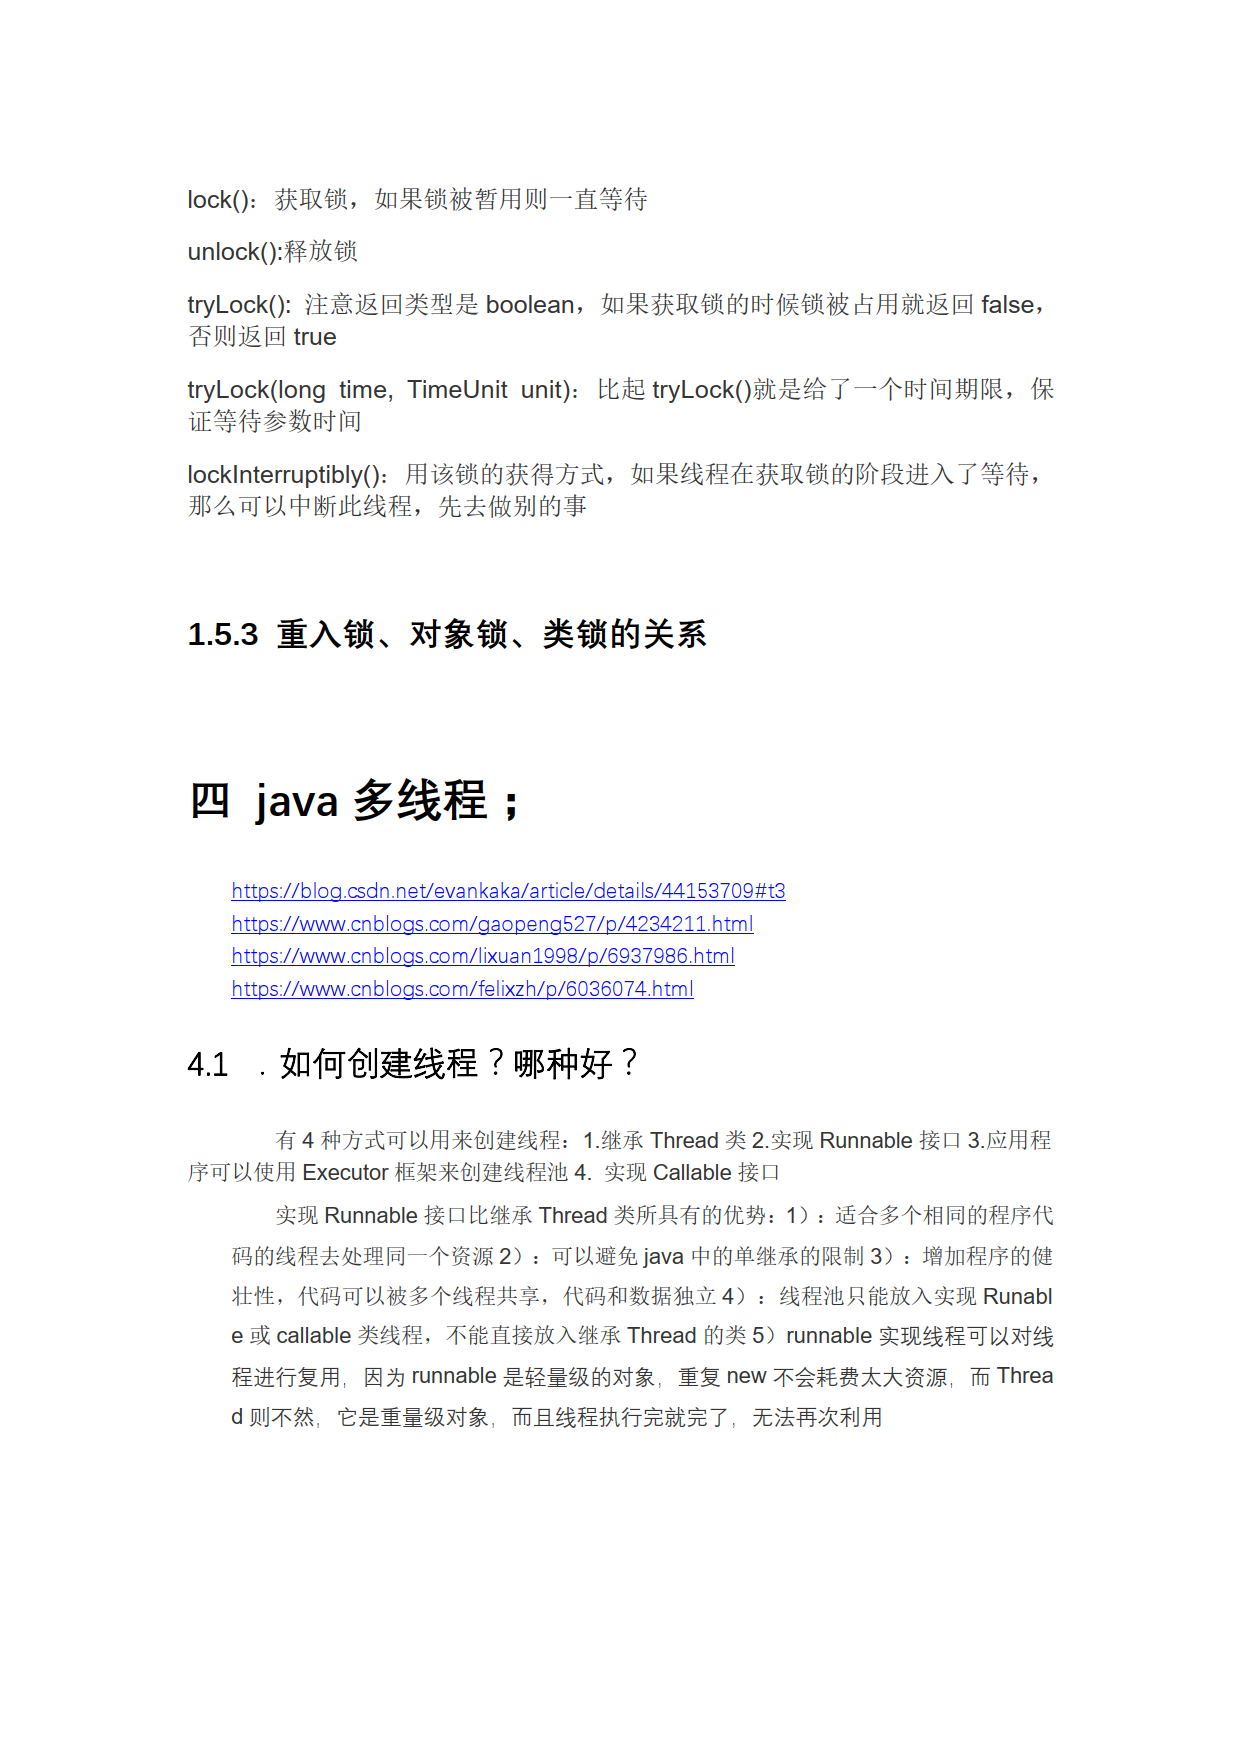 lock()：获取锁，如果锁被暂用则一直等待
unlock():释放锁
tryLock(): 注意返回类型是 boolean，如果获取锁的时候锁被占用就返回 false，
否则返回 true
tryLock(long time, TimeUnit unit)：比起 tryLock()就是给了一个时间期限，保
证等待参数时间
lockInterruptibly()：用该锁的获得方式，如果线程在获取锁的阶段进入了等待，
那么可以中断此线程，先去做别的事
1.5.3 重入锁、对象锁、类锁的关系
四 java 多线程；
https://blog.csdn.net/evankaka/article/details/44153709#t3
https://www.cnblogs.com/gaopeng527/p/4234211.html
https://www.cnblogs.com/lixuan1998/p/6937986.html
https://www.cnblogs.com/felixzh/p/6036074.html
4.1 . 如何创建线程？哪种好？
有 4 种方式可以用来创建线程：1.继承 Thread 类 2.实现 Runnable 接口 3.应用程
序可以使用 Executor 框架来创建线程池 4. 实现 Callable 接口
实现 Runnable 接口比继承 Thread 类所具有的优势：1）：适合多个相同的程序代
码的线程去处理同一个资源 2）：可以避免 java 中的单继承的限制 3）：增加程序的健
壮性，代码可以被多个线程共享，代码和数据独立 4）：线程池只能放入实现 Runabl
e 或 callable 类线程，不能直接放入继承 Thread 的类 5）runnable 实现线程可以对线
程进行复用，因为 runnable 是轻量级的对象，重复 new 不会耗费太大资源，而 Threa
d 则不然，它是重量级对象，而且线程执行完就完了，无法再次利用